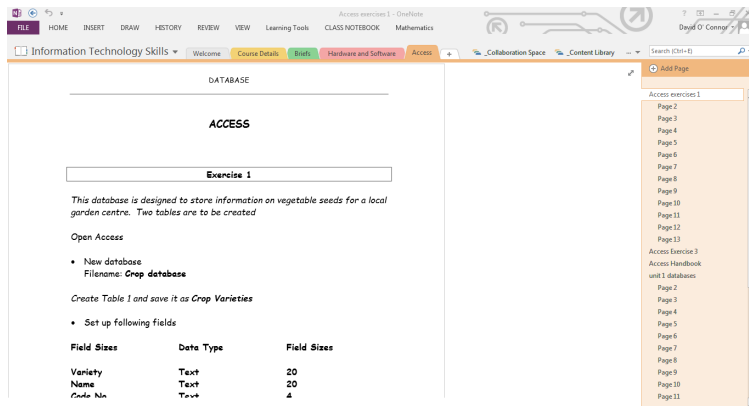 Access exercises 1 - OneNote
FILE HOME INSERT DRAW HISTORY REVIEW VIEW Learning Tools CLASS NOTEBOOK Mathematics
David O' Connor
Information Technology Skills Welcome Course Details Briefs Hardware and Software Access + _Collaboration Space _Content Library ... Search (Ctrl+E)
Add Page
DATABASE
ACCESS
Exercise 1
This database is designed to store information on vegetable seeds for a local
garden centre. Two tables are to be created
Open Access
• New database
Filename: Crop database
Create Table 1 and save it as Crop Varieties
• Set up following fields
Field Sizes Data Type Field Sizes
Variety Text 20
Name Text 20
Code No Text 4
Access exercises 1
Page 2
Page 3
Page 4
Page 5
Page 6
Page 7
Page 8
Page 9
Page 10
Page 11
Page 12
Page 13
Access Exercise 3
Access Handbook
unit 1 databases
Page 2
Page 3
Page 4
Page 5
Page 6
Page 7
Page 8
Page 9
Page 10
Page 11